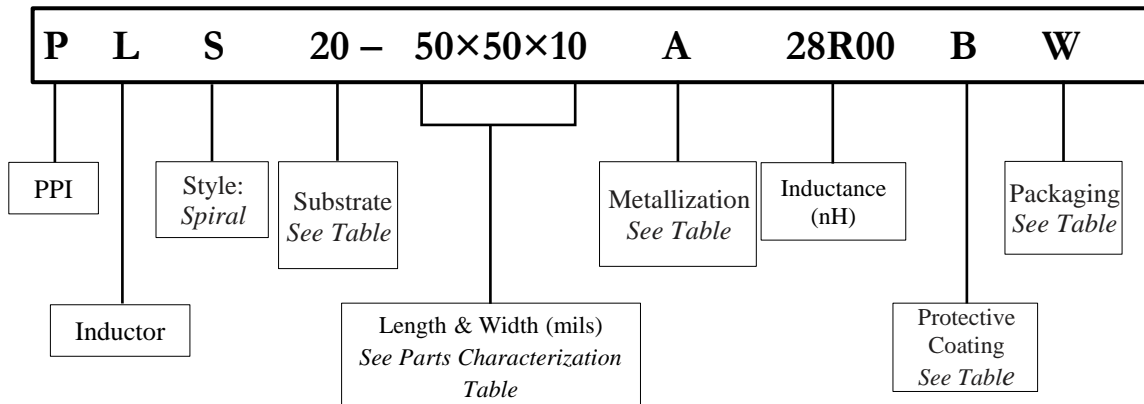 P L S 20 – 50×50×10 A 28R00 B W
PPI
Style:
Spiral
Substrate
See Table
Metallization
See Table
Inductance
(nH)
Packaging
See Table
Inductor
Length & Width (mils)
See Parts Characterization
Table
Protective
Coating
See Table